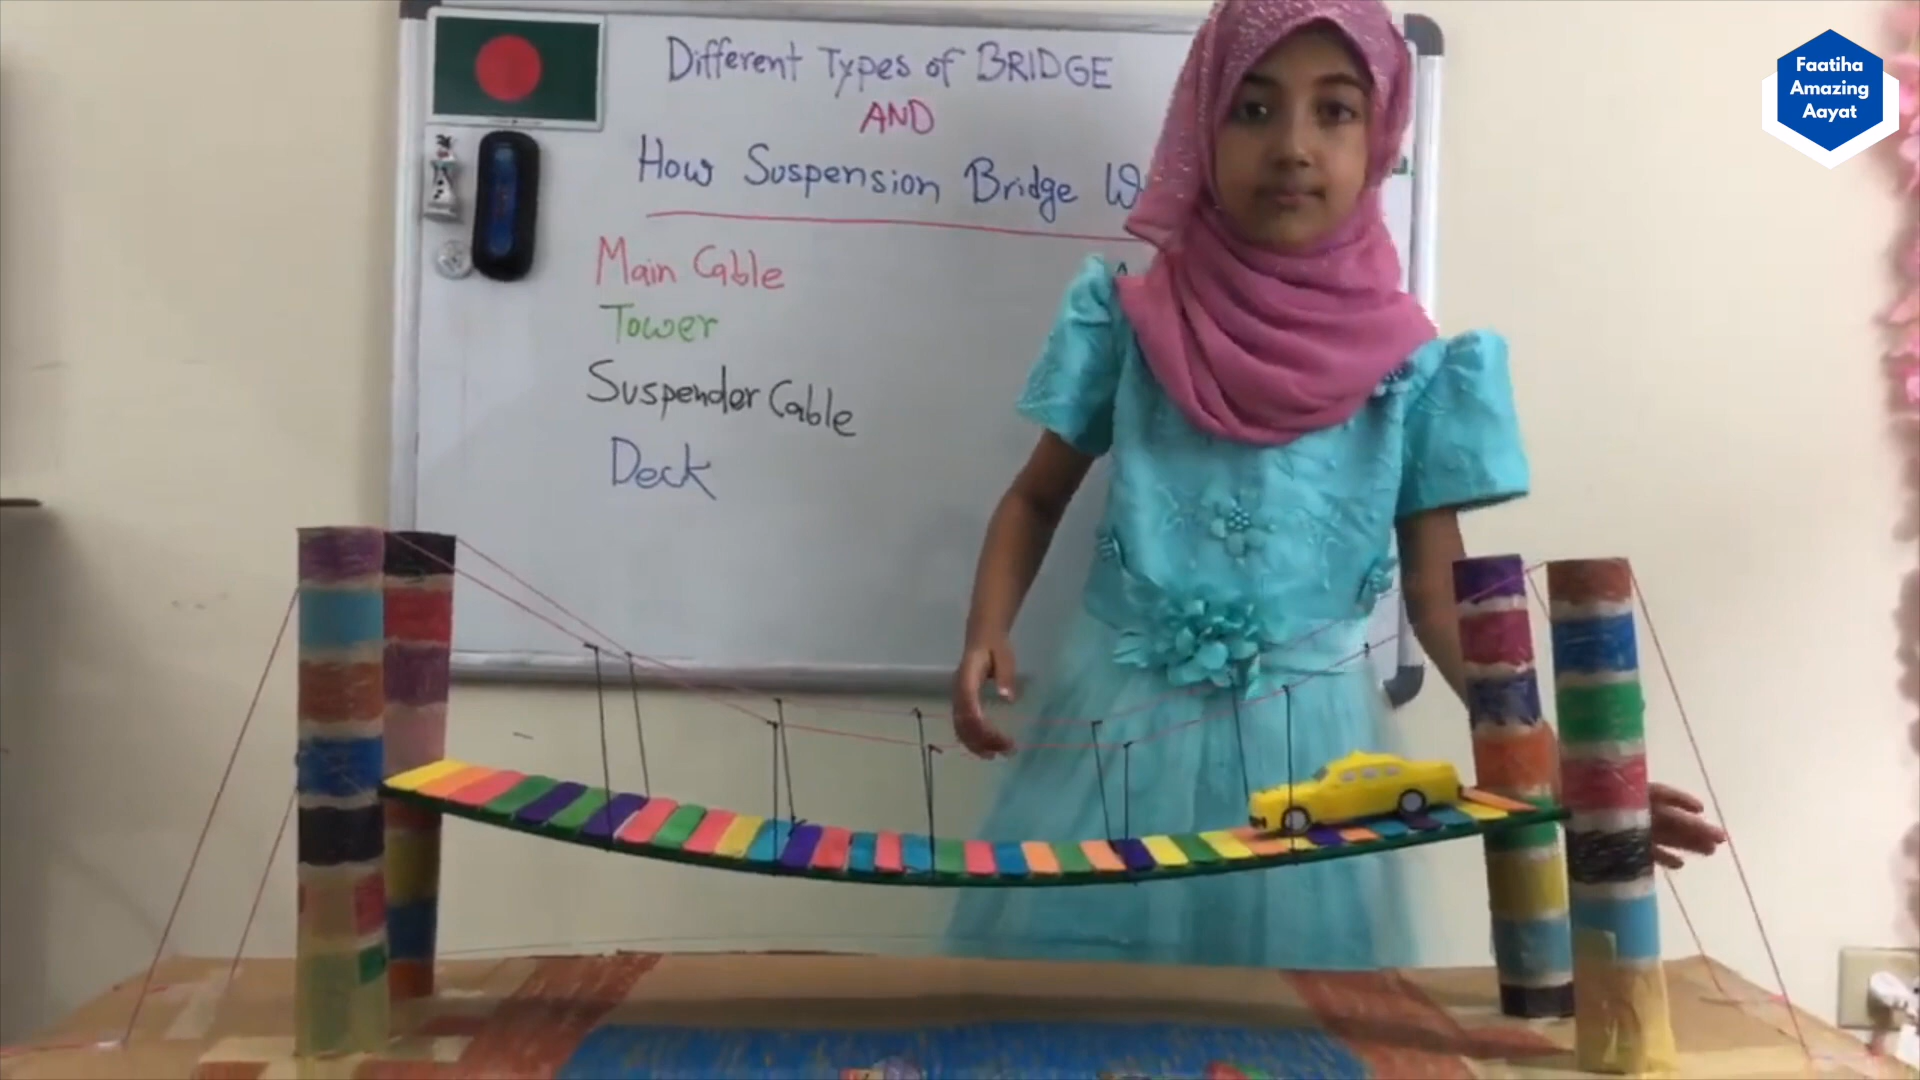 Different Types of BRIDGE
AND
How Suspension Bridge
Main Cable
Tower
Suspender Cable
Deck
Faatiha
Amazing
Aayat